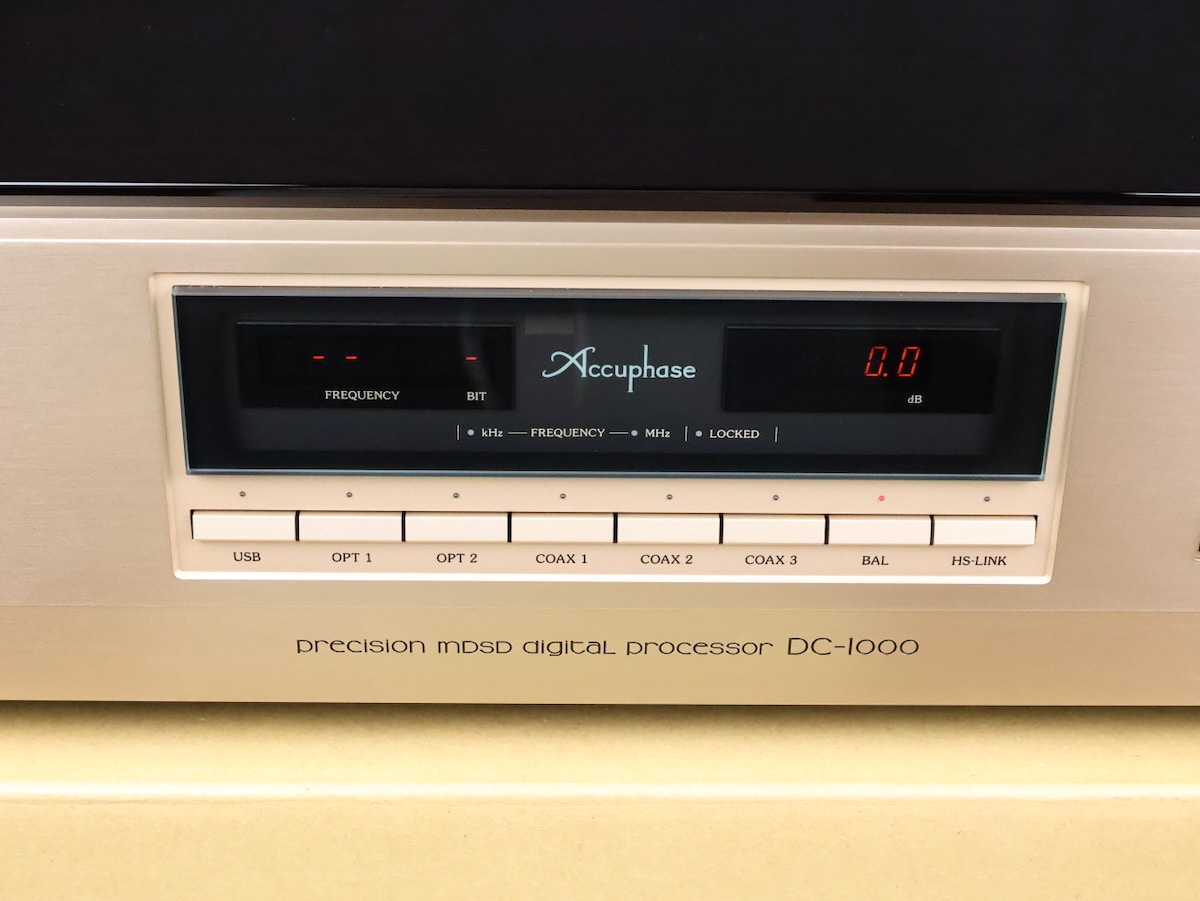 -- - Accuphase 0.0
FREQUENCY BIT dB
kHz — FREQUENCY — MHz | LOCKED |
USB OPT 1 OPT 2 COAX 1 COAX 2 COAX 3 BAL HS-LINK
precision MDSD digital processor DC-1000